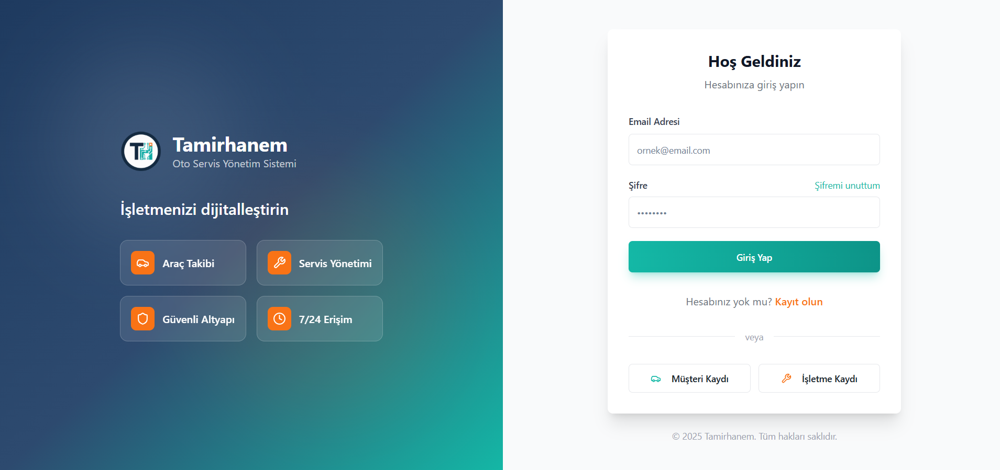 TH
Tamirhanem
Oto Servis Yönetim Sistemi
İşletmenizi dijitalleştirin
Araç Takibi
Servis Yönetimi
Güvenli Altyapı
7/24 Erişim
Hoş Geldiniz
Hesabınıza giriş yapın
Email Adresi
ornek@email.com
Şifre
Şifremi unuttum
••••••••
Giriş Yap
Hesabınız yok mu? Kayıt olun
veya
Müşteri Kaydı
İşletme Kaydı
© 2025 Tamirhanem. Tüm hakları saklıdır.